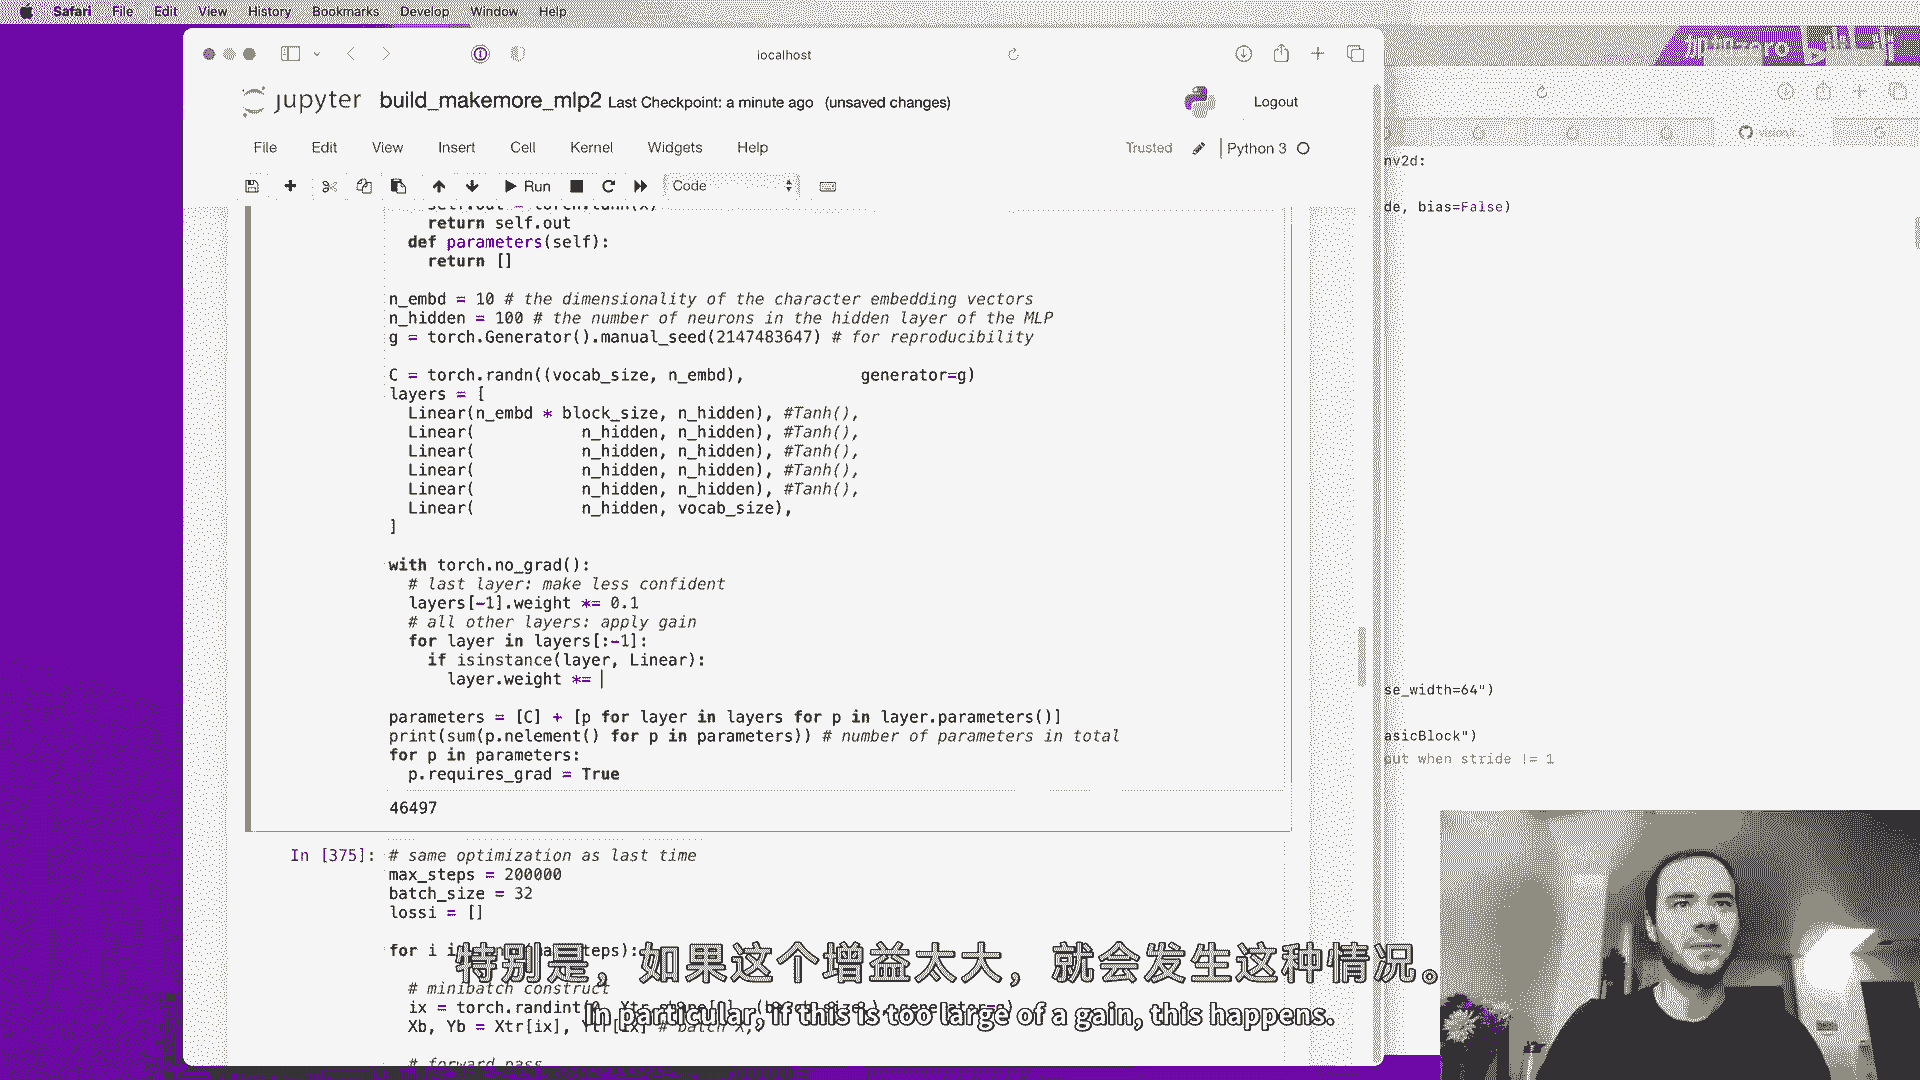 Safari File Edit View History Bookmarks Develop Window Help
localhost
jupyter build_makemore_mlp2 Last Checkpoint: a minute ago (unsaved changes)
Logout
File Edit View Insert Cell Kernel Widgets Help
Trusted Python 3
Run Code
return self.out
def parameters(self):
return []
n_embd = 10 # the dimensionality of the character embedding vectors
n_hidden = 100 # the number of neurons in the hidden layer of the MLP
g = torch.Generator().manual_seed(2147483647) # for reproducibility
C = torch.randn((vocab_size, n_embd), generator=g)
layers = [
Linear(n_embd * block_size, n_hidden), #Tanh(),
Linear( n_hidden, n_hidden), #Tanh(),
Linear( n_hidden, n_hidden), #Tanh(),
Linear( n_hidden, n_hidden), #Tanh(),
Linear( n_hidden, n_hidden), #Tanh(),
Linear( n_hidden, vocab_size),
]
with torch.no_grad():
# last layer: make less confident
layers[-1].weight *= 0.1
# all other layers: apply gain
for layer in layers[:-1]:
if isinstance(layer, Linear):
layer.weight *=
parameters = [C] + [p for layer in layers for p in layer.parameters()]
print(sum(p.nelement() for p in parameters)) # number of parameters in total
for p in parameters:
p.requires_grad = True
46497
In [375]: # same optimization as last time
max_steps = 200000
batch_size = 32
lossi = []
for i
# minibatch construct
ix = torch.randint(0,
Xb, Yb = Xtr[ix],
# forward pass
nv2d:
de, bias=False)
se_width=64")
asicBlock")
out when stride != 1
特别是，如果这个增益太大，就会发生这种情况。
In particular, if this is too large of a gain, this happens.